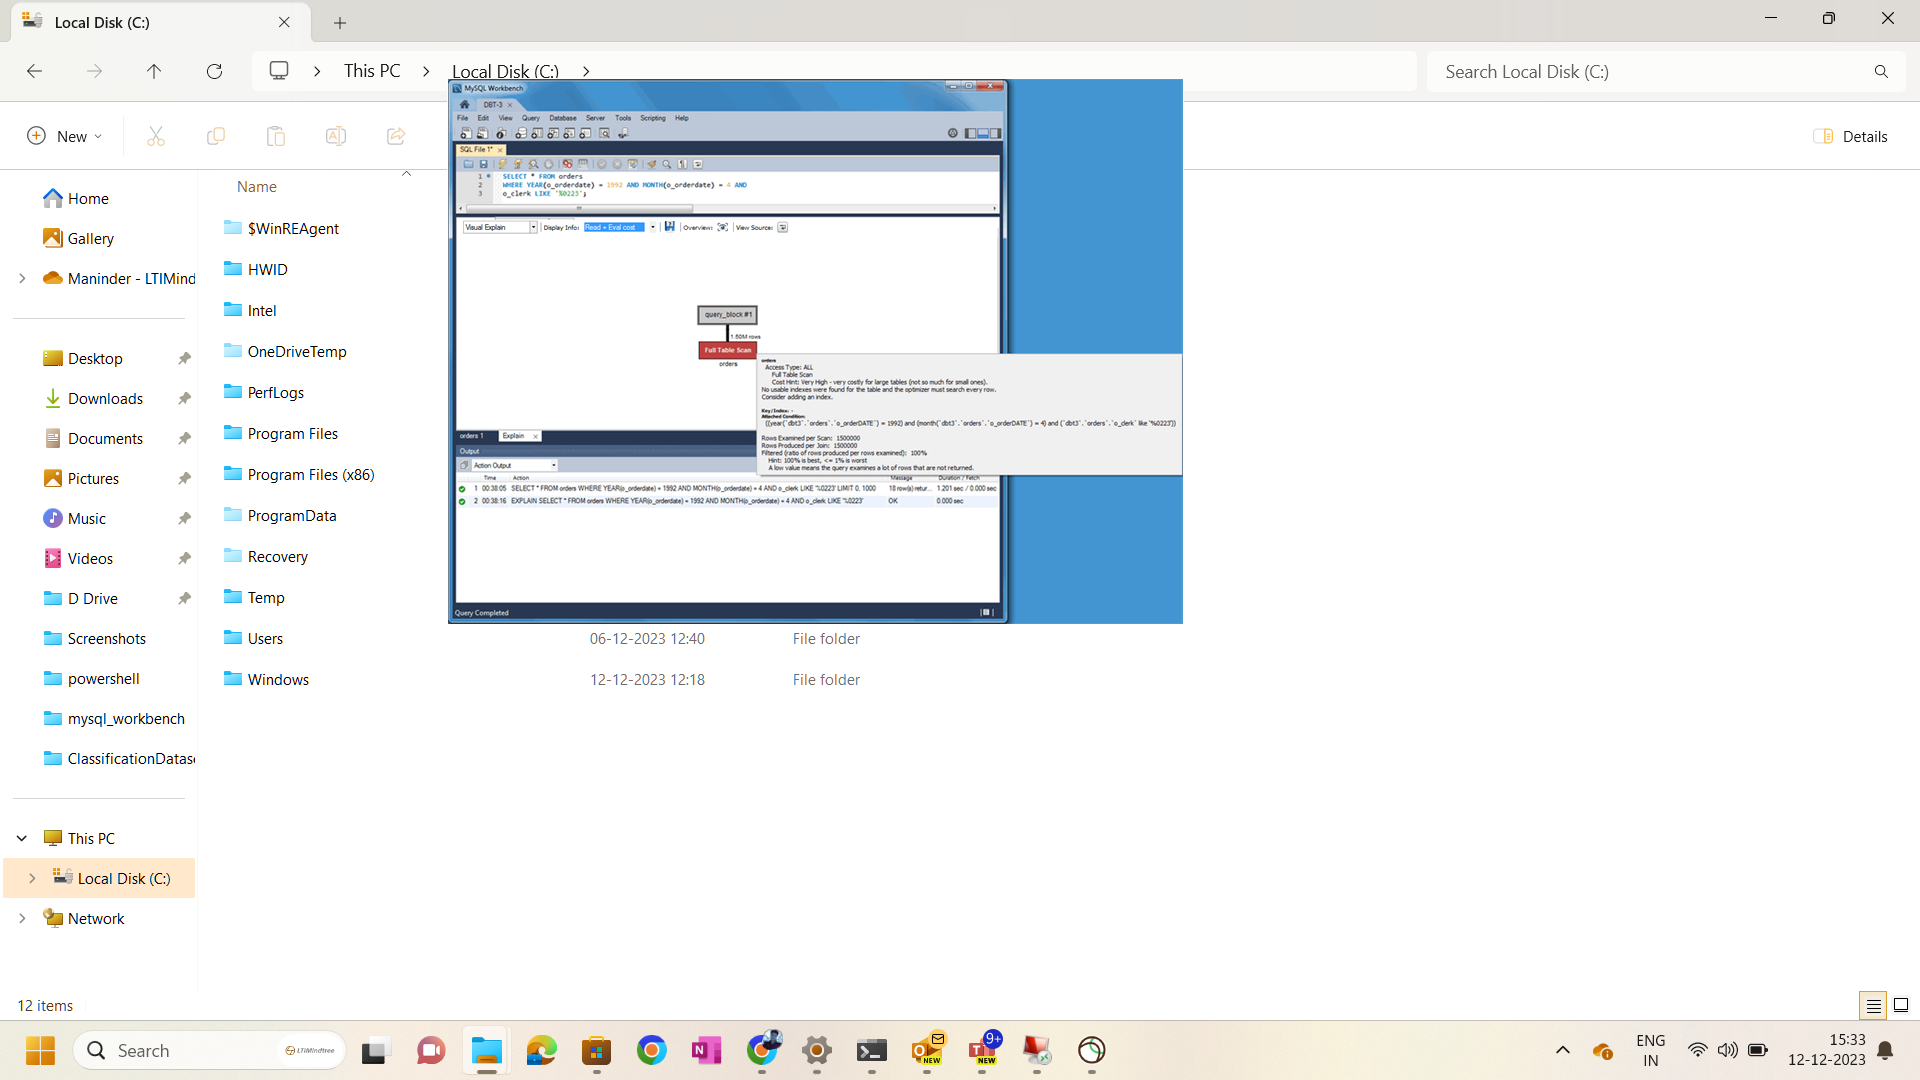 Local Disk (C:)
This PC
Local Disk (C:)
Search Local Disk (C:)
New
Details
Home
Gallery
Maninder - LTIMind
Desktop
Downloads
Documents
Pictures
Music
Videos
D Drive
Screenshots
powershell
mysql_workbench
ClassificationDatas
This PC
Local Disk (C:)
Network
Name
$WinREAgent
HWID
Intel
OneDriveTemp
PerfLogs
Program Files
Program Files (x86)
ProgramData
Recovery
Temp
Users 06-12-2023 12:40 File folder
Windows 12-12-2023 12:18 File folder
MySQL Workbench
DBT-3
File Edit View Query Database Server Tools Scripting Help
SQL File 1*
1 SELECT * FROM orders
2 WHERE YEAR(o_orderdate) = 1992 AND MONTH(o_orderdate) = 4 AND
3 o_clerk LIKE '%0223';
Visual Explain Display Info: Read + Eval cost Overview: View Source:
query_block #1
1.50M rows
Full Table Scan
orders
orders
Access Type: ALL
Full Table Scan
Cost Hint: Very High - very costly for large tables (not so much for small ones).
No usable indexes were found for the table and the optimizer must search every row.
Consider adding an index.
Key/Index: -
Attached Condition:
((year(`dbt3`.`orders`.`o_orderDATE`) = 1992) and (month(`dbt3`.`orders`.`o_orderDATE`) = 4) and (`dbt3`.`orders`.`o_clerk` like '%0223'))
Rows Examined per Scan: 1500000
Rows Produced per Join: 1500000
Filtered (ratio of rows produced per rows examined): 100%
Hint: 100% is best, <= 1% is worst
A low value means the query examines a lot of rows that are not returned.
orders 1 Explain
Output
Action Output
Time Action Message Duration / Fetch
1 00:38:05 SELECT * FROM orders WHERE YEAR(o_orderdate) = 1992 AND MONTH(o_orderdate) = 4 AND o_clerk LIKE '%0223' LIMIT 0, 1000 18 row(s) retur... 1.201 sec / 0.000 sec
2 00:38:16 EXPLAIN SELECT * FROM orders WHERE YEAR(o_orderdate) = 1992 AND MONTH(o_orderdate) = 4 AND o_clerk LIKE '%0223' OK 0.000 sec
Query Completed
12 items
Search
LTIMindtree
NEW
9+
NEW
ENG
IN
15:33
12-12-2023